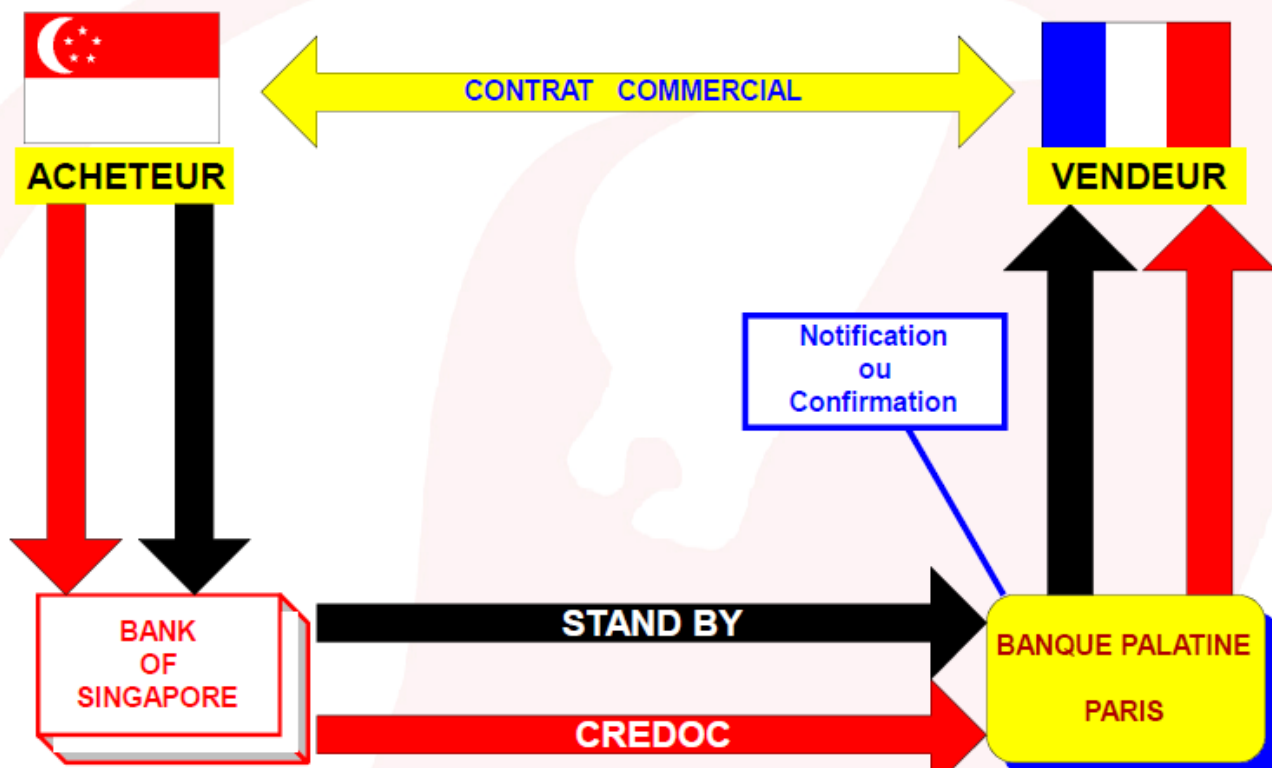 CONTRAT COMMERCIAL
ACHETEUR
VENDEUR
Notification
ou
Confirmation
BANK
OF
SINGAPORE
STAND BY
CREDOC
BANQUE PALATINE
PARIS